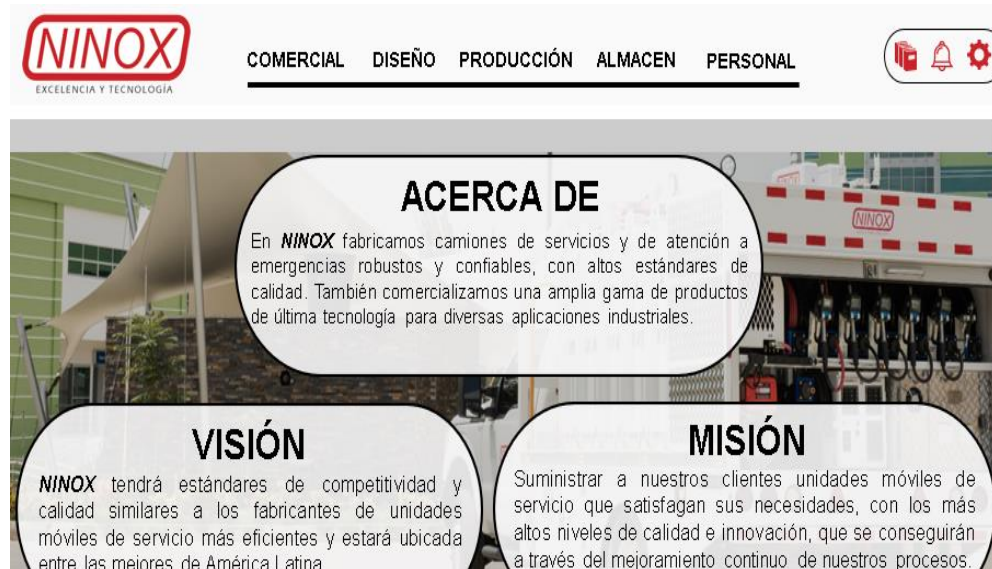 NINOX
EXCELENCIA Y TECNOLOGÍA
COMERCIAL DISEÑO PRODUCCIÓN ALMACEN PERSONAL
ACERCA DE
En NINOX fabricamos camiones de servicios y de atención a
emergencias robustos y confiables, con altos estándares de
calidad. También comercializamos una amplia gama de productos
de última tecnología para diversas aplicaciones industriales.
NINOX
VISIÓN
NINOX tendrá estándares de competitividad y
calidad similares a los fabricantes de unidades
móviles de servicio más eficientes y estará ubicada
entre las mejores de América Latina
MISIÓN
Suministrar a nuestros clientes unidades móviles de
servicio que satisfagan sus necesidades, con los más
altos niveles de calidad e innovación, que se conseguirán
a través del mejoramiento continuo de nuestros procesos.